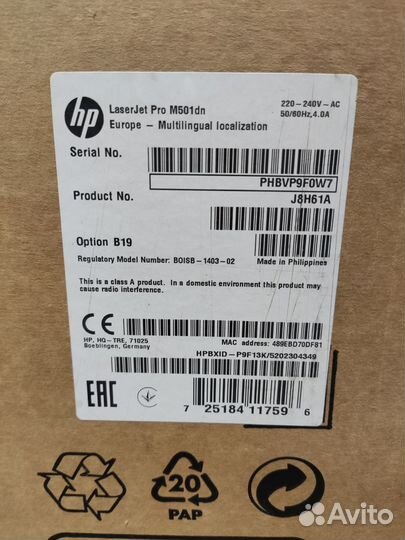 hp
LaserJet Pro M501dn
220-240V-AC
Europe - Multilingual localization
50/60Hz,4.0A
Serial No.
PHBVP9F0W7
Product No.
J8H61A
Option B19
Regulatory Model Number: BOISB-1403-02
Made in Philippines
This is a class A product. In a domestic environment this product may
cause radio interference.
CE
HP, HQ-TRE, 71025
Boeblingen, Germany
MAC address: 489EBD70DF81
HPBXID-P9F13K/5202304349
EAC
7 25184 11759 6
20
PAP
Avito